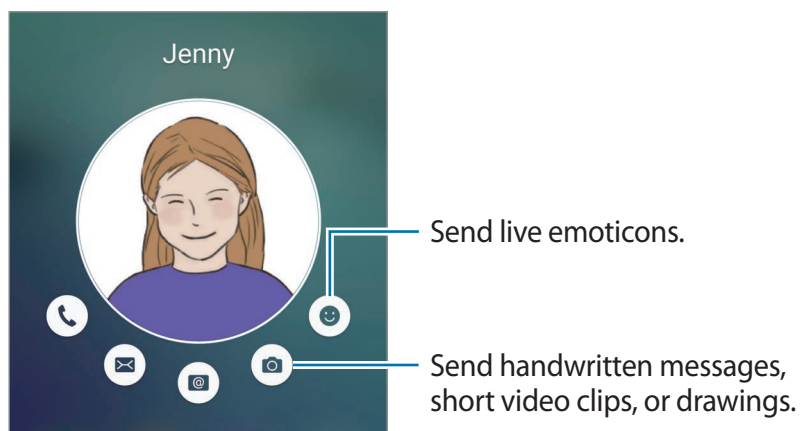 Jenny
Send live emoticons.
@
Send handwritten messages,
short video clips, or drawings.